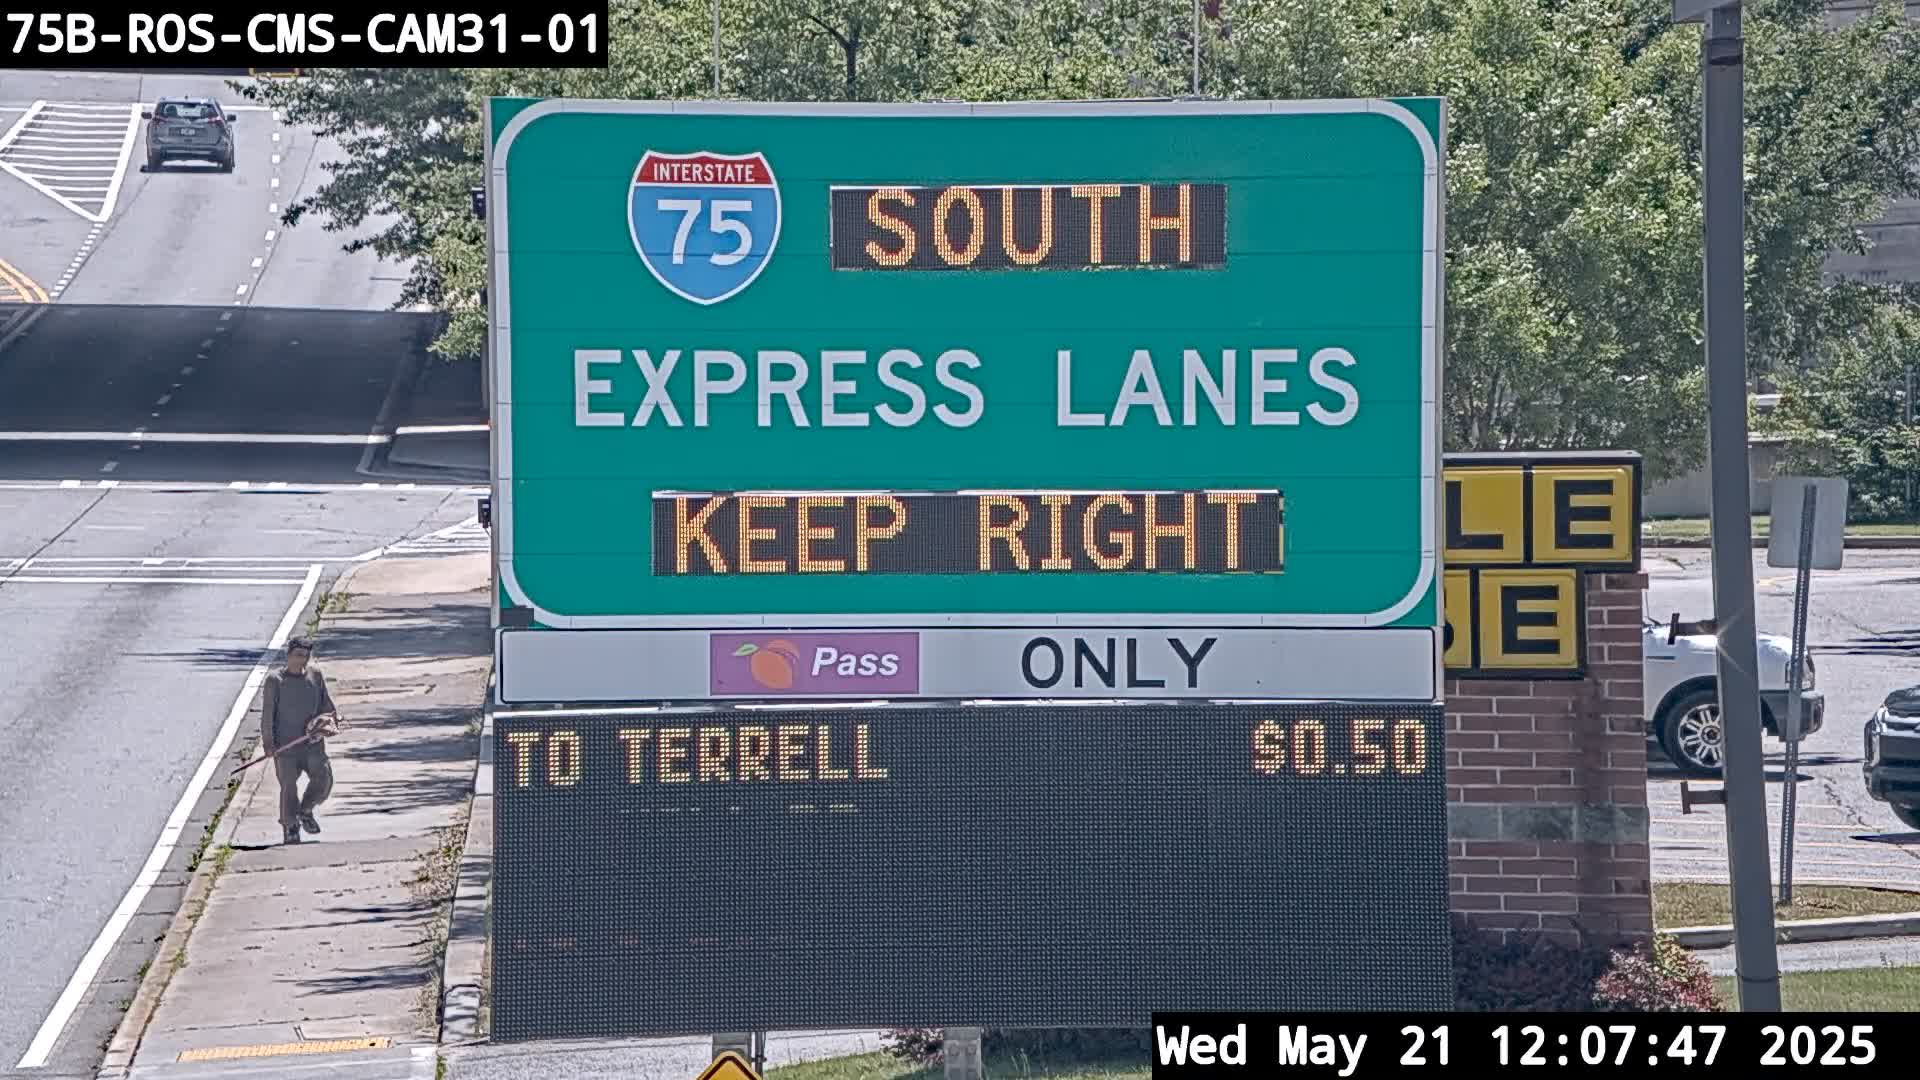 75B-ROS-CMS-CAM31-01
INTERSTATE
75
SOUTH
EXPRESS LANES
KEEP RIGHT
LE
E
Pass ONLY
TO TERRELL $0.50
Wed May 21 12:07:47 2025